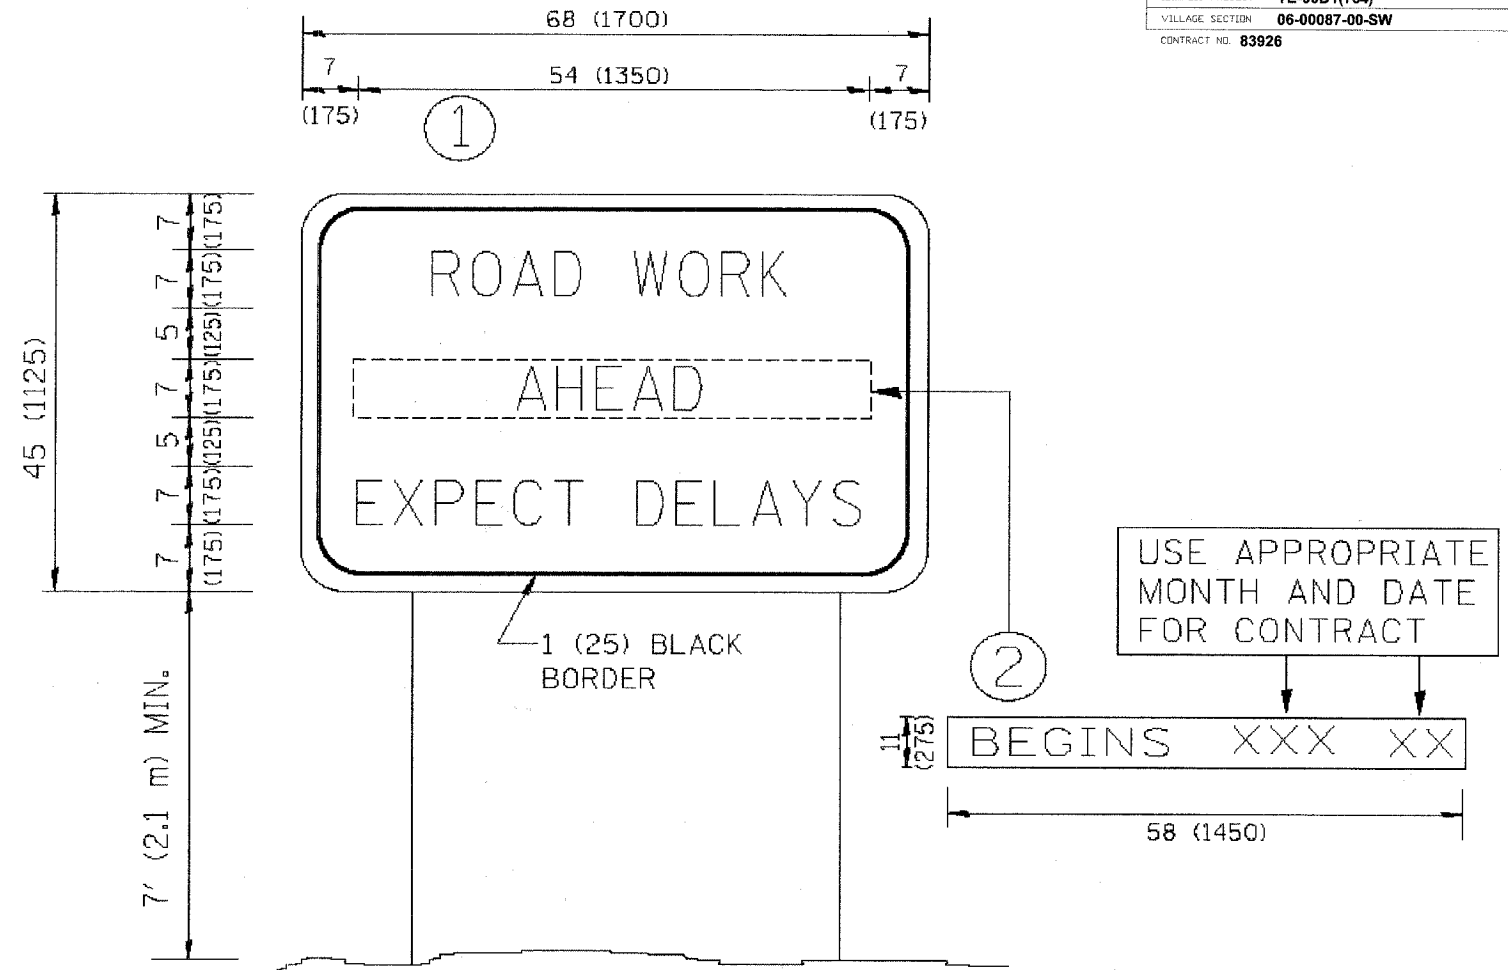 VILLAGE SECTION 06-00087-00-SW
CONTRACT NO. 83926
68 (1700)
7 54 (1350) 7
(175) (175)
1
7 (175)
7 (175)
5 (125)
7 (175)
5 (125)
7 (175)
7 (175)
45 (1125)
ROAD WORK
AHEAD
EXPECT DELAYS
1 (25) BLACK
BORDER
7' (2.1 m) MIN.
2
USE APPROPRIATE
MONTH AND DATE
FOR CONTRACT
11
(275)
BEGINS XXX XX
58 (1450)